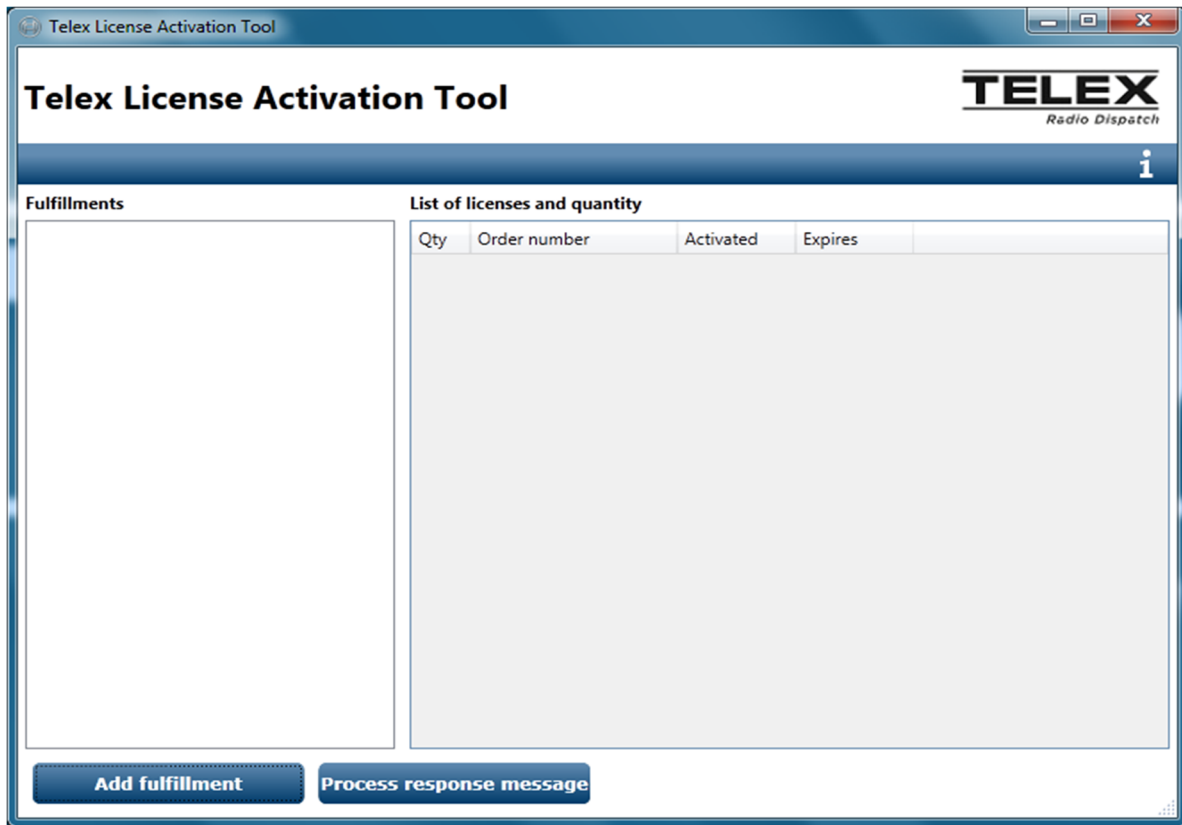 Telex License Activation Tool
Telex License Activation Tool
TELEX
Radio Dispatch
i
Fulfillments
List of licenses and quantity
Qty Order number Activated Expires
Add fulfillment Process response message